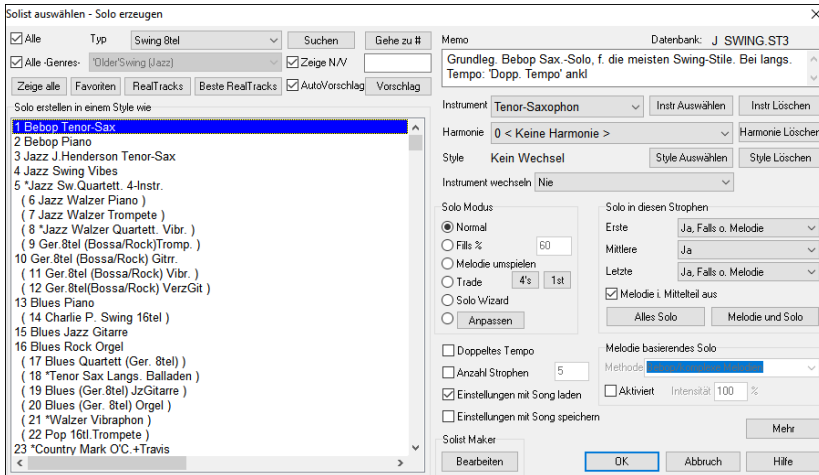 Solist auswählen - Solo erzeugen
Alle Typ Swing 8tel Suchen Gehe zu #
Alle -Genres- 'Older'Swing (Jazz) Zeige N/V
Zeige alle Favoriten RealTracks Beste RealTracks AutoVorschlag Vorschlag
Solo erstellen in einem Style wie
1 Bebop Tenor-Sax
2 Bebop Piano
3 Jazz J.Henderson Tenor-Sax
4 Jazz Swing Vibes
5 *Jazz Sw.Quartett. 4-Instr.
( 6 Jazz Walzer Piano )
( 7 Jazz Walzer Trompete )
( 8 *Jazz Walzer Quartett. Vibr. )
( 9 Ger.8tel (Bossa/Rock)Tromp. )
10 Ger.8tel (Bossa/Rock) Gitrr.
( 11 Ger.8tel (Bossa/Rock) Vibr. )
( 12 Ger.8tel(Bossa/Rock) VerzGit )
13 Blues Piano
( 14 Charlie P. Swing 16tel )
15 Blues Jazz Gitarre
16 Blues Rock Orgel
( 17 Blues Quartett (Ger. 8tel) )
( 18 *Tenor Sax Langs. Balladen )
( 19 Blues (Ger.8tel) JzGitarre )
( 20 Blues (Ger. 8tel) Orgel )
( 21 *Walzer Vibraphon )
( 22 Pop 16tl.Trompete )
23 *Country Mark O'C.+Travis
Memo Datenbank: J SWING.ST3
Grundleg. Bebop Sax.-Solo, f. die meisten Swing-Stile. Bei langs.
Tempo: 'Dopp. Tempo' ankl
Instrument Tenor-Saxophon Instr Auswählen Instr Löschen
Harmonie 0 < Keine Harmonie > Harmonie Löschen
Style Kein Wechsel Style Auswählen Style Löschen
Instrument wechseln Nie
Solo Modus
Normal
Fills % 60
Melodie umspielen
Trade 4's 1st
Solo Wizard
Anpassen
Solo in diesen Strophen
Erste Ja, Falls o. Melodie
Mittlere Ja
Letzte Ja, Falls o. Melodie
Melodie i. Mittelteil aus
Alles Solo Melodie und Solo
Doppeltes Tempo
Anzahl Strophen 5
Einstellungen mit Song laden
Einstellungen mit Song speichern
Melodie basierendes Solo
Methode
Aktiviert Intensität 100 %
Mehr
Solist Maker
Bearbeiten OK Abbruch Hilfe